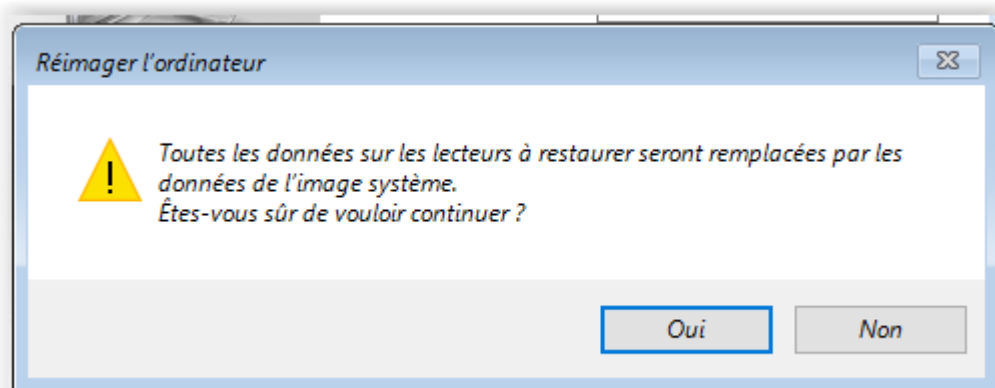 Réimager l'ordinateur
Toutes les données sur les lecteurs à restaurer seront remplacées par les
données de l'image système.
Êtes-vous sûr de vouloir continuer ?
Oui
Non